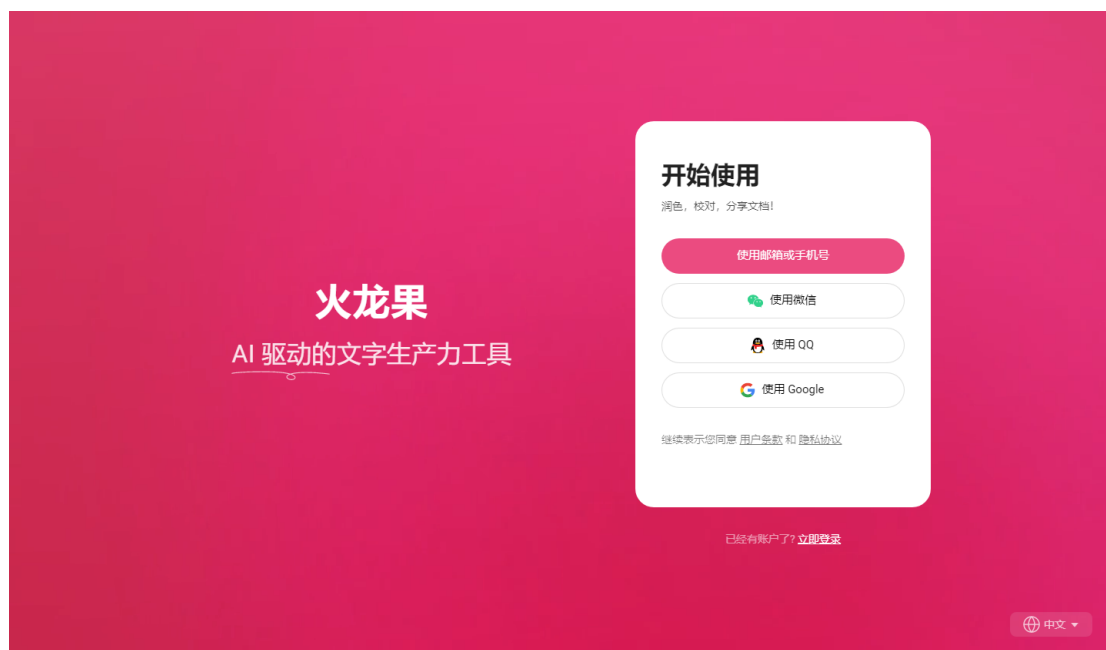 火龙果
AI 驱动的文字生产力工具
开始使用
润色，校对，分享文档！
使用邮箱或手机号
使用微信
使用 QQ
使用 Google
继续表示您同意 用户条款 和 隐私协议
已经有账户了? 立即登录
中文